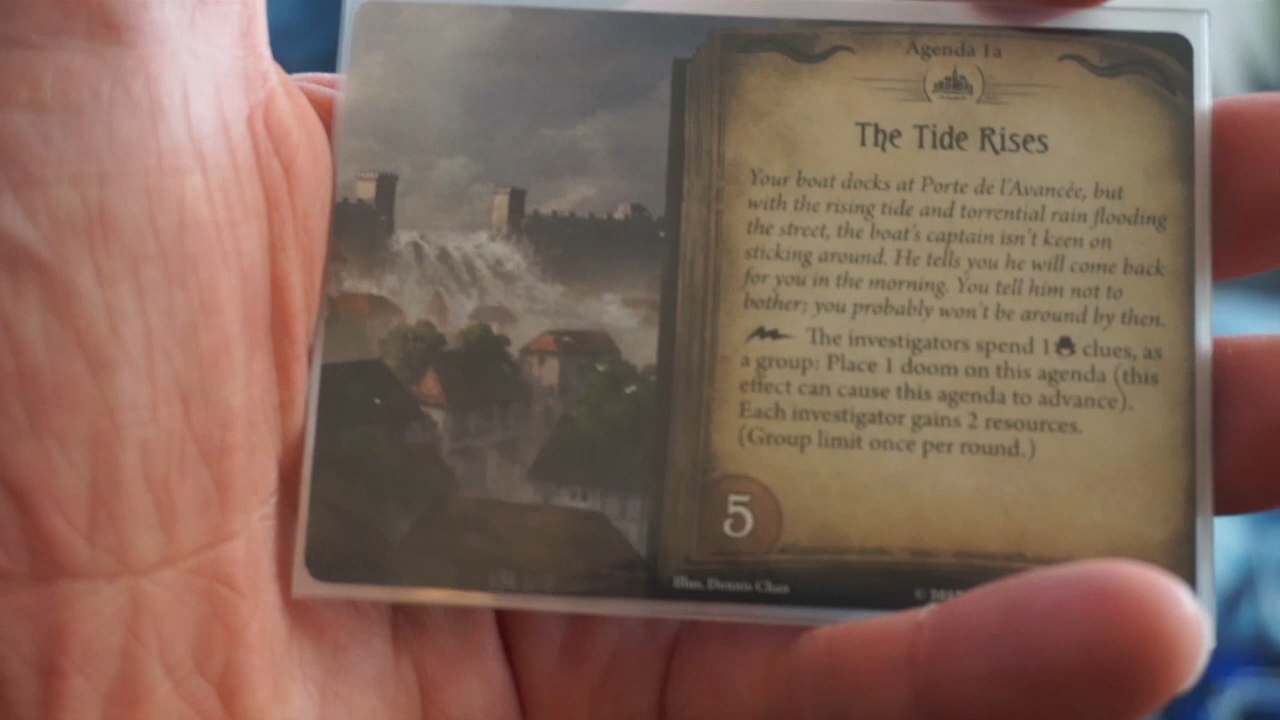 Agenda 1a
The Tide Rises
Your boat docks at Porte de l'Avancée, but
with the rising tide and torrential rain flooding
the street, the boat's captain isn't keen on
sticking around. He tells you he will come back
for you in the morning. You tell him not to
bother; you probably won't be around by then.
The investigators spend 1 clues, as
a group: Place 1 doom on this agenda (this
effect can cause this agenda to advance).
Each investigator gains 2 resources.
(Group limit once per round.)
5
Illus. Dennis Chan
©